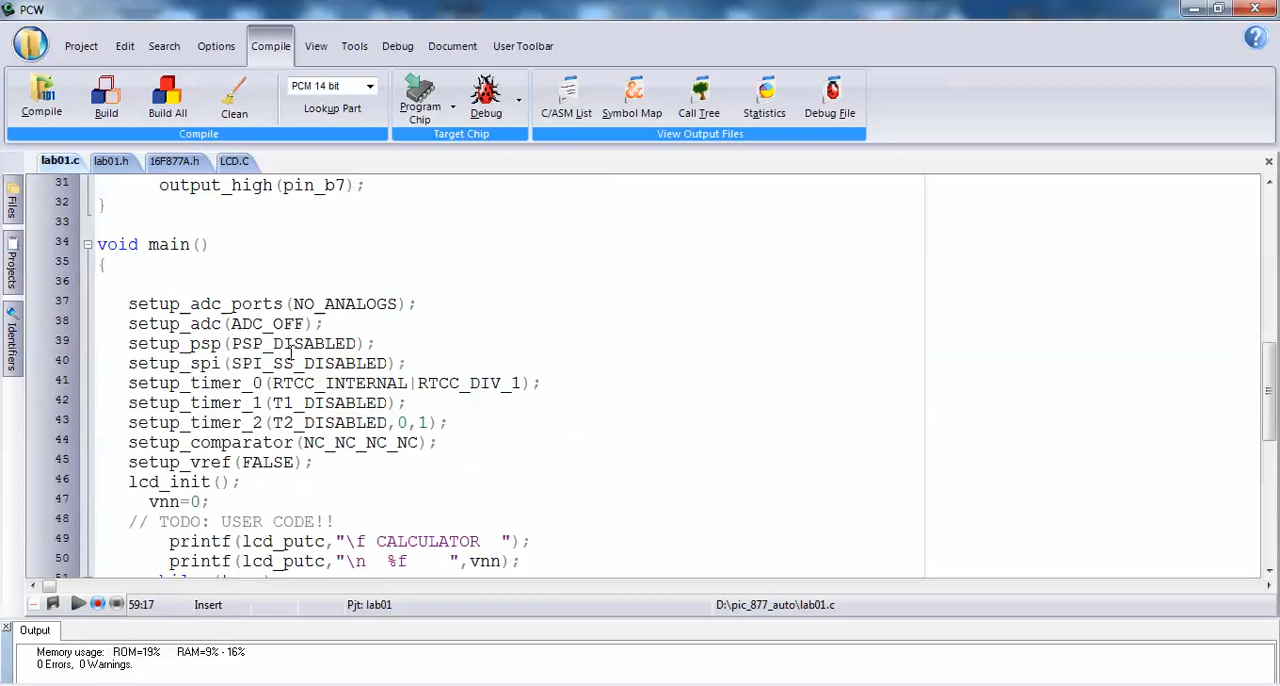 PCW
Project Edit Search Options Compile View Tools Debug Document User Toolbar
Compile Build Build All Clean PCM 14 bit Lookup Part Program Chip Debug C/ASM List Symbol Map Call Tree Statistics Debug File
Compile Target Chip View Output Files
lab01.c lab01.h 16F877A.h LCD.C
Files
Projects
Identifiers
31 output_high(pin_b7);
32 }
33
34 void main()
35 {
36
37 setup_adc_ports(NO_ANALOGS);
38 setup_adc(ADC_OFF);
39 setup_psp(PSP_DISABLED);
40 setup_spi(SPI_SS_DISABLED);
41 setup_timer_0(RTCC_INTERNAL|RTCC_DIV_1);
42 setup_timer_1(T1_DISABLED);
43 setup_timer_2(T2_DISABLED,0,1);
44 setup_comparator(NC_NC_NC_NC);
45 setup_vref(FALSE);
46 lcd_init();
47 vnn=0;
48 // TODO: USER CODE!!
49 printf(lcd_putc,"\f CALCULATOR  ");
50 printf(lcd_putc,"\n  %f    ",vnn);
59:17 Insert Pjt: lab01 D:\pic_877_auto\lab01.c
Output
Memory usage: ROM=19% RAM=9% - 16%
0 Errors, 0 Warnings.